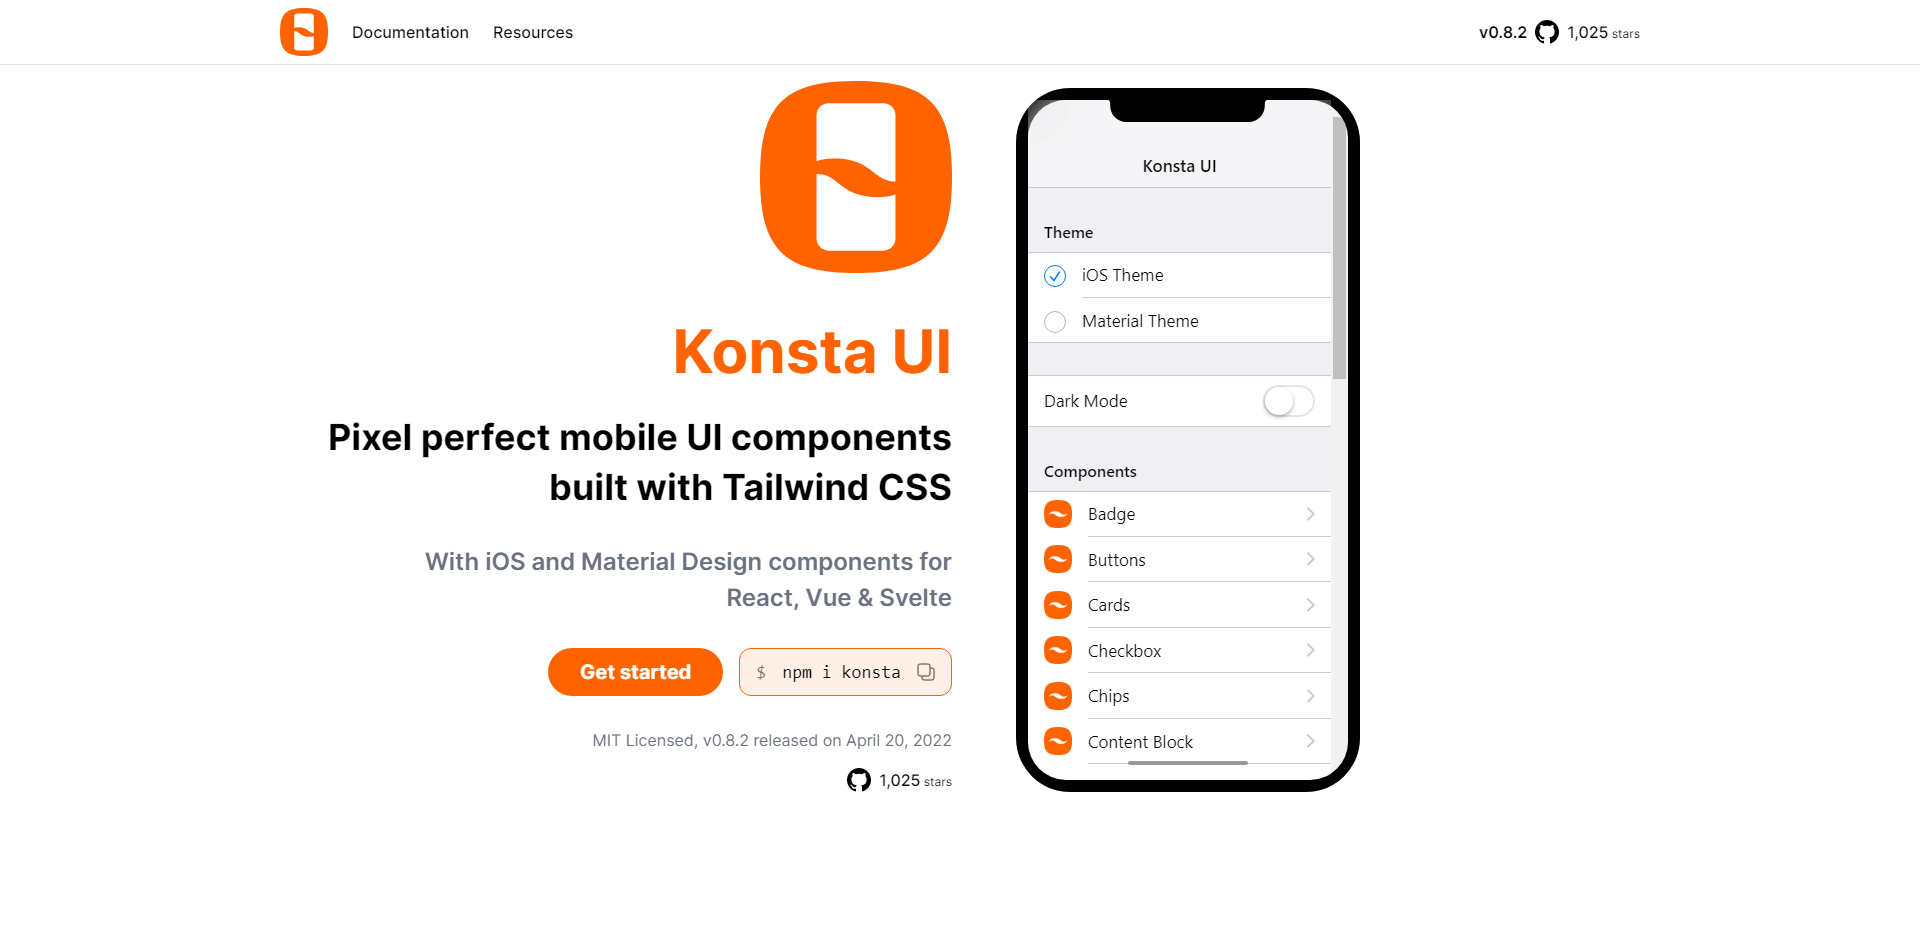 Documentation
Resources
v0.8.2
1,025 stars
Konsta UI
Pixel perfect mobile UI components
built with Tailwind CSS
With iOS and Material Design components for
React, Vue & Svelte
Get started
$ npm i konsta
MIT Licensed, v0.8.2 released on April 20, 2022
1,025 stars
Konsta UI
Theme
iOS Theme
Material Theme
Dark Mode
Components
Badge
Buttons
Cards
Checkbox
Chips
Content Block